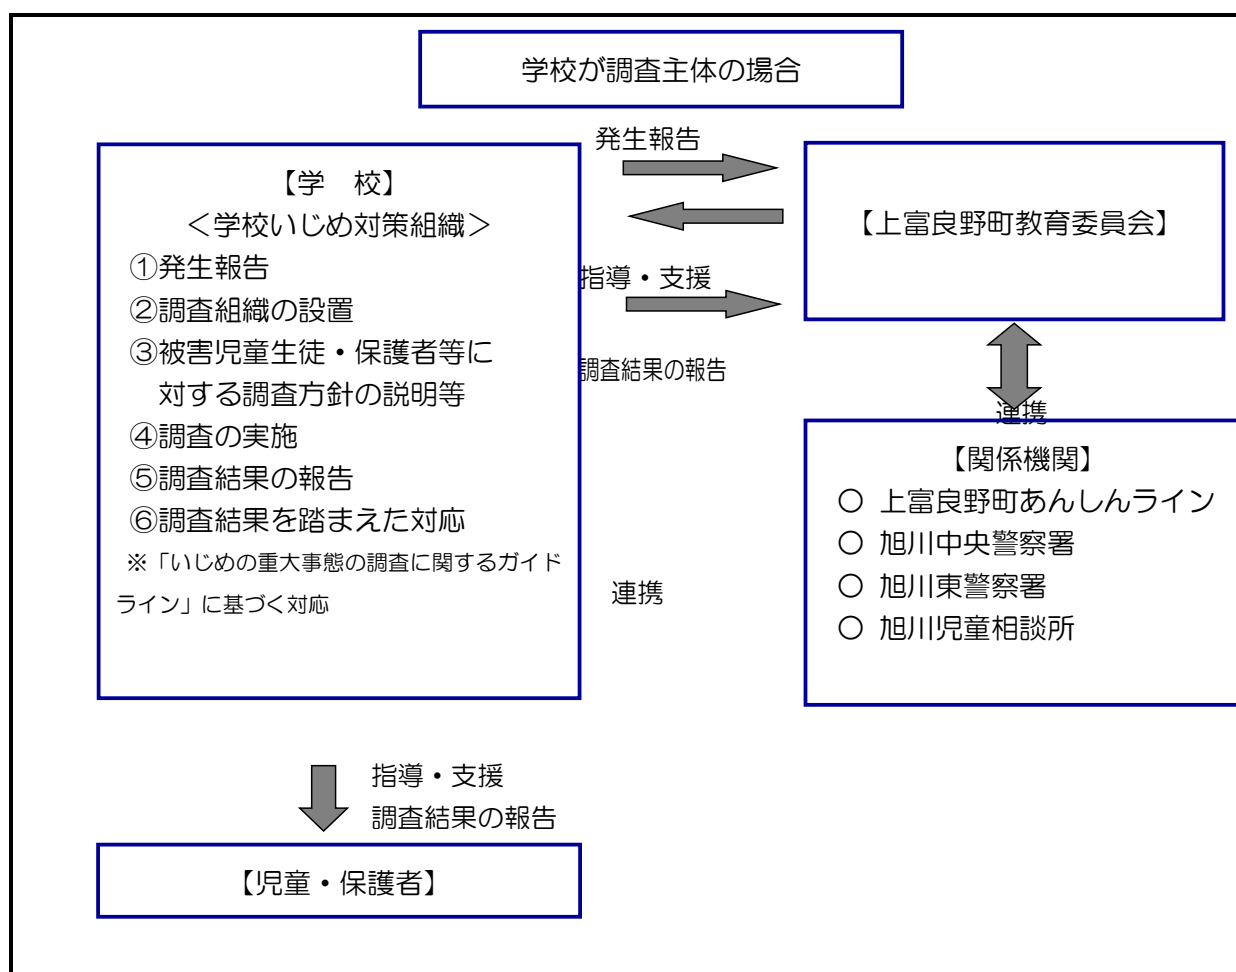 学校が調査主体の場合
発生報告
【学　校】
＜学校いじめ対策組織＞
①発生報告
②調査組織の設置
③被害児童生徒・保護者等に
対する調査方針の説明等
④調査の実施
⑤調査結果の報告
⑥調査結果を踏まえた対応
※「いじめの重大事態の調査に関するガイド
ライン」に基づく対応
【上富良野町教育委員会】
指導・支援
調査結果の報告
連携
【関係機関】
○ 上富良野町あんしんライン
○ 旭川中央警察署
○ 旭川東警察署
○ 旭川児童相談所
連携
指導・支援
調査結果の報告
【児童・保護者】